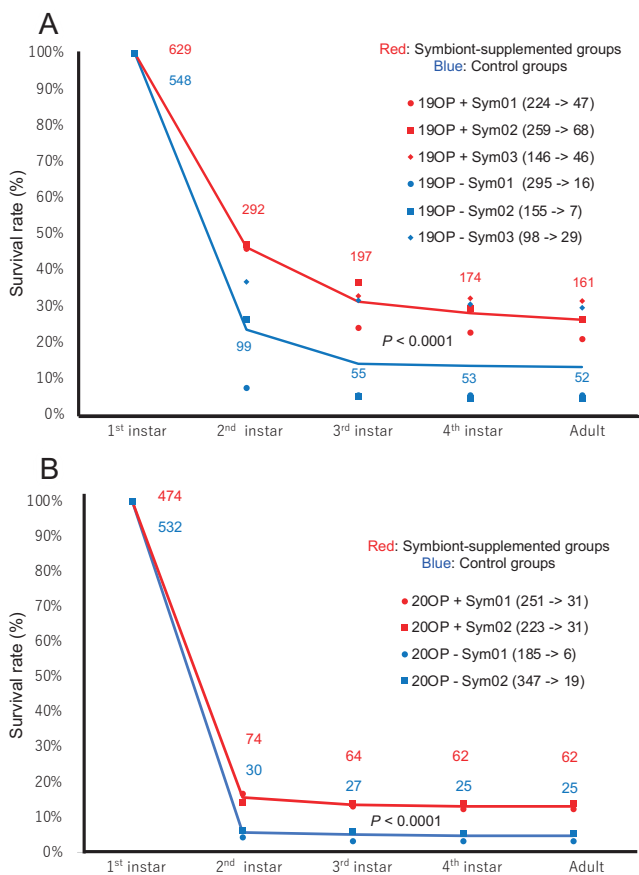 A
Survival rate (%)
100%
90%
80%
70%
60%
50%
40%
30%
20%
10%
0%
629
548
Red: Symbiont-supplemented groups
Blue: Control groups
19OP + Sym01 (224 -> 47)
19OP + Sym02 (259 -> 68)
19OP + Sym03 (146 -> 46)
19OP - Sym01 (295 -> 16)
19OP - Sym02 (155 -> 7)
19OP - Sym03 (98 -> 29)
292
197
174
161
P < 0.0001
99
55
53
52
1st instar
2nd instar
3rd instar
4th instar
Adult
B
Survival rate (%)
100%
90%
80%
70%
60%
50%
40%
30%
20%
10%
0%
474
532
Red: Symbiont-supplemented groups
Blue: Control groups
20OP + Sym01 (251 -> 31)
20OP + Sym02 (223 -> 31)
20OP - Sym01 (185 -> 6)
20OP - Sym02 (347 -> 19)
74
64
62
62
30
27
25
25
P < 0.0001
1st instar
2nd instar
3rd instar
4th instar
Adult